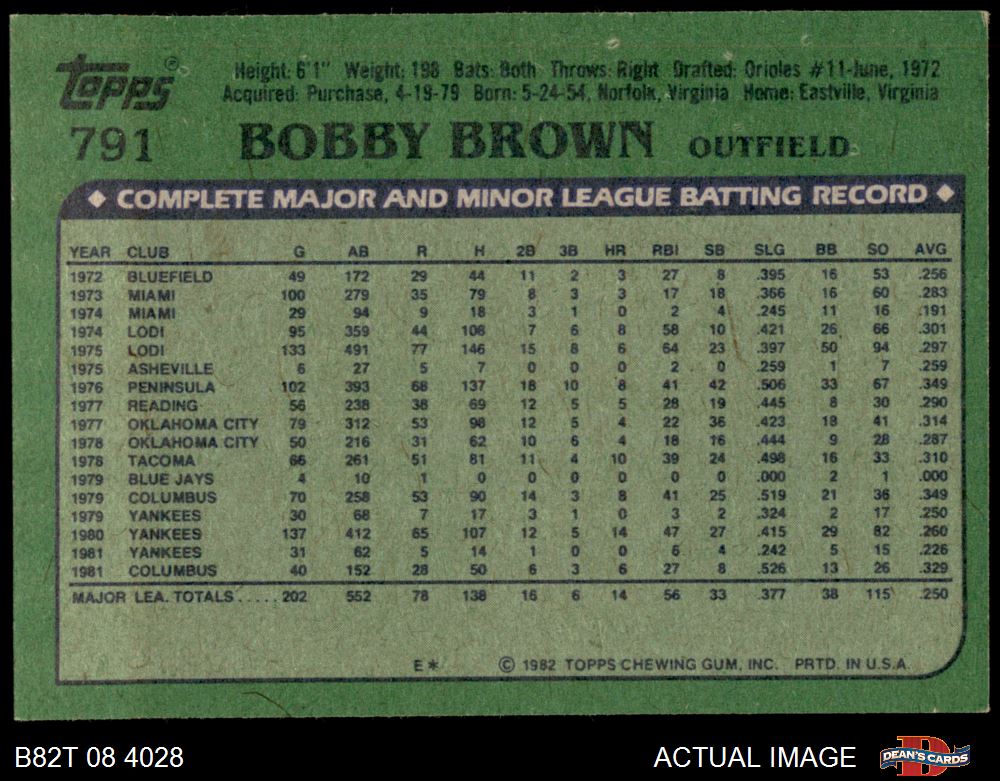 topps®
Height: 6'1" Weight: 198 Bats: Both Throws: Right Drafted: Orioles #11-June, 1972
Acquired: Purchase, 4-19-79 Born: 5-24-54, Norfolk, Virginia Home: Eastville, Virginia
791 BOBBY BROWN OUTFIELD
◆ COMPLETE MAJOR AND MINOR LEAGUE BATTING RECORD ◆
YEAR CLUB G AB R H 2B 3B HR RBI SB SLG BB SO AVG
1972 BLUEFIELD 49 172 29 44 11 2 3 27 8 .395 16 53 .256
1973 MIAMI 100 279 35 79 8 3 3 17 18 .366 16 60 .283
1974 MIAMI 29 94 9 18 3 1 0 2 4 .245 11 16 .191
1974 LODI 95 359 44 108 7 6 8 58 10 .421 26 66 .301
1975 LODI 133 491 77 146 15 8 6 64 23 .397 50 94 .297
1975 ASHEVILLE 6 27 5 7 0 0 0 2 0 .259 1 7 .259
1976 PENINSULA 102 393 68 137 18 10 8 41 42 .506 33 67 .349
1977 READING 56 238 38 69 12 5 5 28 19 .445 8 30 .290
1977 OKLAHOMA CITY 79 312 53 98 12 5 4 22 36 .423 18 41 .314
1978 OKLAHOMA CITY 50 216 31 62 10 6 4 18 16 .444 9 28 .287
1978 TACOMA 66 261 51 81 11 4 10 39 24 .498 16 33 .310
1979 BLUE JAYS 4 10 1 0 0 0 0 0 0 .000 2 1 .000
1979 COLUMBUS 70 258 53 90 14 3 8 41 25 .519 21 36 .349
1979 YANKEES 30 68 7 17 3 1 0 3 2 .324 2 17 .250
1980 YANKEES 137 412 65 107 12 5 14 47 27 .415 29 82 .260
1981 YANKEES 31 62 5 14 1 0 0 6 4 .242 5 15 .226
1981 COLUMBUS 40 152 28 50 6 3 6 27 8 .526 13 26 .329
MAJOR LEA. TOTALS ..... 202 552 78 138 16 6 14 56 33 .377 38 115 .250
E* © 1982 TOPPS CHEWING GUM, INC. PRTD. IN U.S.A.
B82T 08 4028 ACTUAL IMAGE DEAN'S CARDS